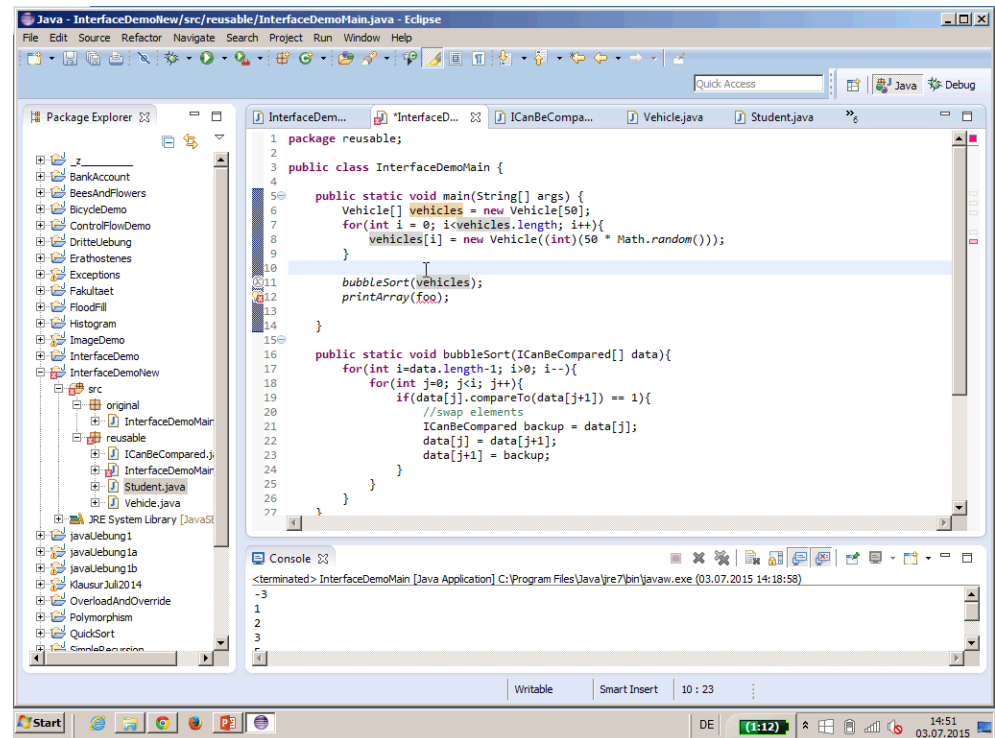 Java - InterfaceDemoNew/src/reusable/InterfaceDemoMain.java - Eclipse
File Edit Source Refactor Navigate Search Project Run Window Help
Quick Access
Java
Debug
Package Explorer
_z_________
BankAccount
BeesAndFlowers
BicycleDemo
ControlFlowDemo
DritteUebung
Erathostenes
Exceptions
Fakultaet
FloodFill
Histogram
ImageDemo
InterfaceDemo
InterfaceDemoNew
src
original
InterfaceDemoMain
reusable
ICanBeCompared.ja
InterfaceDemoMain
Student.java
Vehicle.java
JRE System Library [JavaSE
javaUebung1
javaUebung1a
javaUebung1b
KlausurJuli2014
OverloadAndOverride
Polymorphism
QuickSort
SimpleRecursion
InterfaceDem...
*InterfaceD...
ICanBeCompa...
Vehicle.java
Student.java
»6
1 package reusable;
2
3 public class InterfaceDemoMain {
4
5 public static void main(String[] args) {
6 Vehicle[] vehicles = new Vehicle[50];
7 for(int i = 0; i<vehicles.length; i++){
8 vehicles[i] = new Vehicle((int)(50 * Math.random()));
9 }
10
11 bubbleSort(vehicles);
12 printArray(foo);
13
14 }
15
16 public static void bubbleSort(ICanBeCompared[] data){
17 for(int i=data.length-1; i>0; i--){
18 for(int j=0; j<i; j++){
19 if(data[j].compareTo(data[j+1]) == 1){
20 //swap elements
21 ICanBeCompared backup = data[j];
22 data[j] = data[j+1];
23 data[j+1] = backup;
24 }
25 }
26 }
27 }
Console
<terminated> InterfaceDemoMain [Java Application] C:\Program Files\Java\jre7\bin\javaw.exe (03.07.2015 14:18:58)
-3
1
2
3
Writable
Smart Insert
10 : 23
Start
DE
(1:12)
14:51
03.07.2015